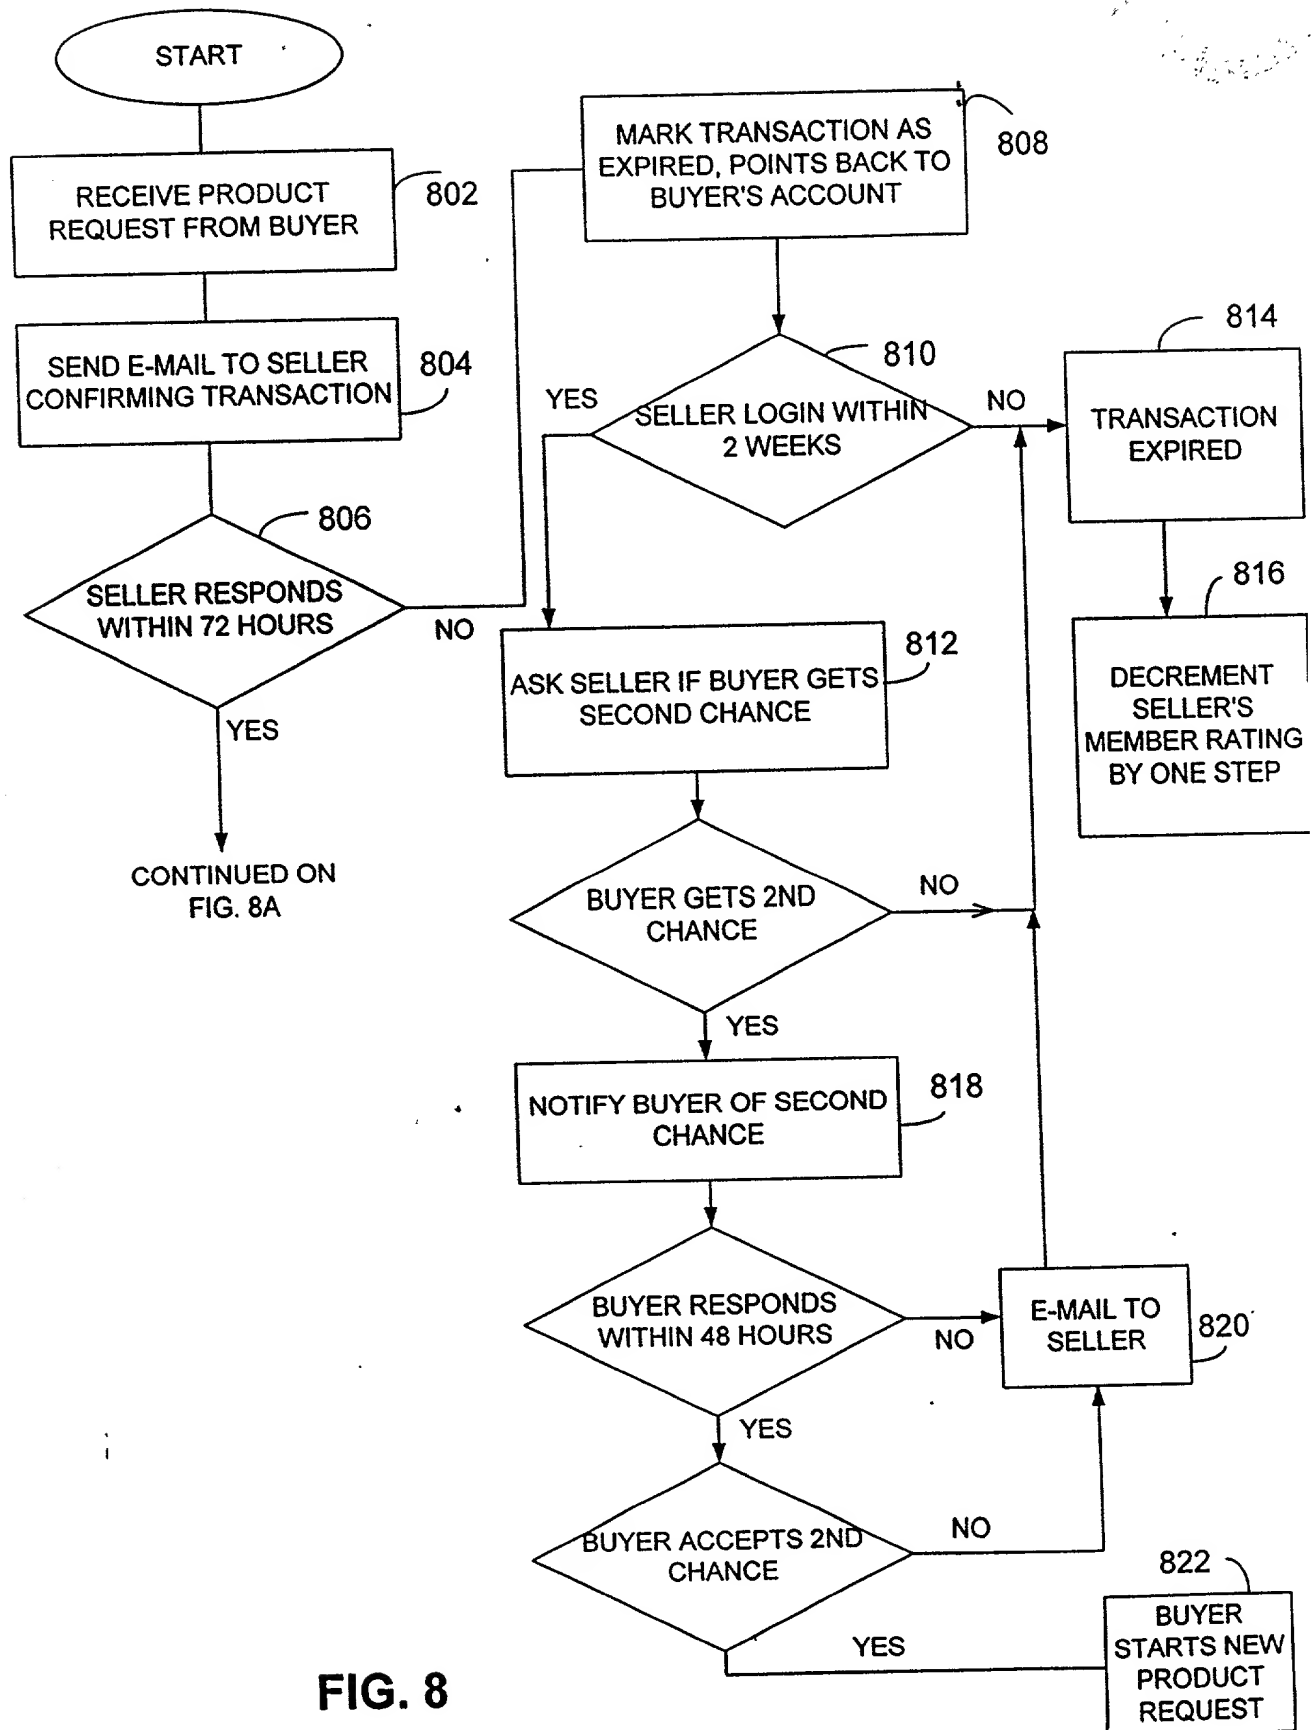 START
RECEIVE PRODUCT
REQUEST FROM BUYER
802
SEND E-MAIL TO SELLER
CONFIRMING TRANSACTION
804
806
SELLER RESPONDS
WITHIN 72 HOURS
NO
YES
CONTINUED ON
FIG. 8A
MARK TRANSACTION AS
EXPIRED, POINTS BACK TO
BUYER'S ACCOUNT
808
810
YES
SELLER LOGIN WITHIN
2 WEEKS
NO
814
TRANSACTION
EXPIRED
816
DECREMENT
SELLER'S
MEMBER RATING
BY ONE STEP
812
ASK SELLER IF BUYER GETS
SECOND CHANCE
BUYER GETS 2ND
CHANCE
NO
YES
NOTIFY BUYER OF SECOND
CHANCE
818
BUYER RESPONDS
WITHIN 48 HOURS
NO
E-MAIL TO
SELLER
820
YES
BUYER ACCEPTS 2ND
CHANCE
NO
YES
822
BUYER
STARTS NEW
PRODUCT
REQUEST
FIG. 8